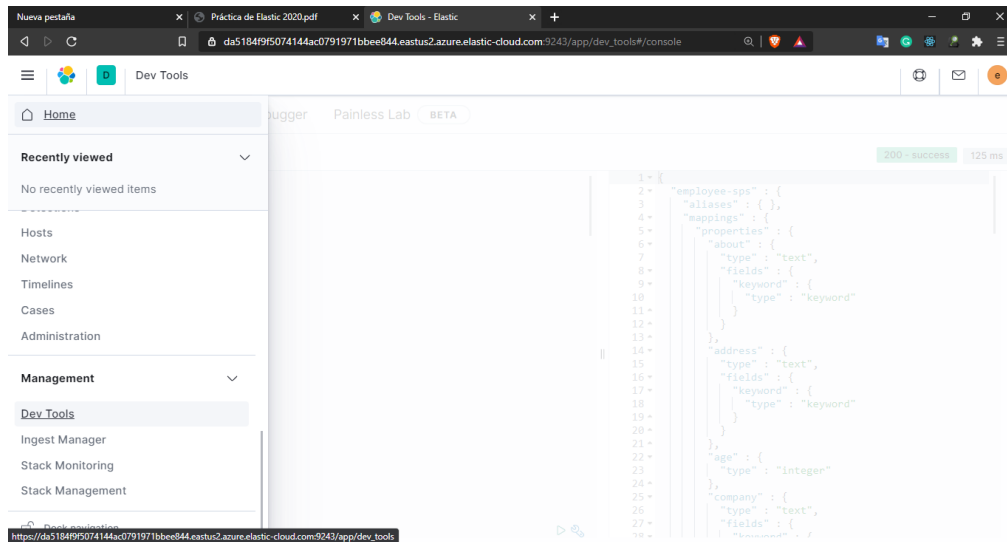 Nueva pestaña
Práctica de Elastic 2020.pdf
Dev Tools - Elastic
da5184f9f5074144ac0791971bbee844.eastus2.azure.elastic-cloud.com:9243/app/dev_tools#/console
D
Dev Tools
e
Home
bugger
Painless Lab
BETA
Recently viewed
No recently viewed items
Hosts
Network
Timelines
Cases
Administration
Management
Dev Tools
Ingest Manager
Stack Monitoring
Stack Management
Dock navigation
https://da5184f9f5074144ac0791971bbee844.eastus2.azure.elastic-cloud.com:9243/app/dev_tools
200 - success
125 ms
1 {
2 "employee-sps" : {
3 "aliases" : { },
4 "mappings" : {
5 "properties" : {
6 "about" : {
7 "type" : "text",
8 "fields" : {
9 "keyword" : {
10 "type" : "keyword"
11 }
12 }
13 },
14 "address" : {
15 "type" : "text",
16 "fields" : {
17 "keyword" : {
18 "type" : "keyword"
19 }
20 }
21 },
22 "age" : {
23 "type" : "integer"
24 },
25 "company" : {
26 "type" : "text",
27 "fields" : {
28 "keyword" : {